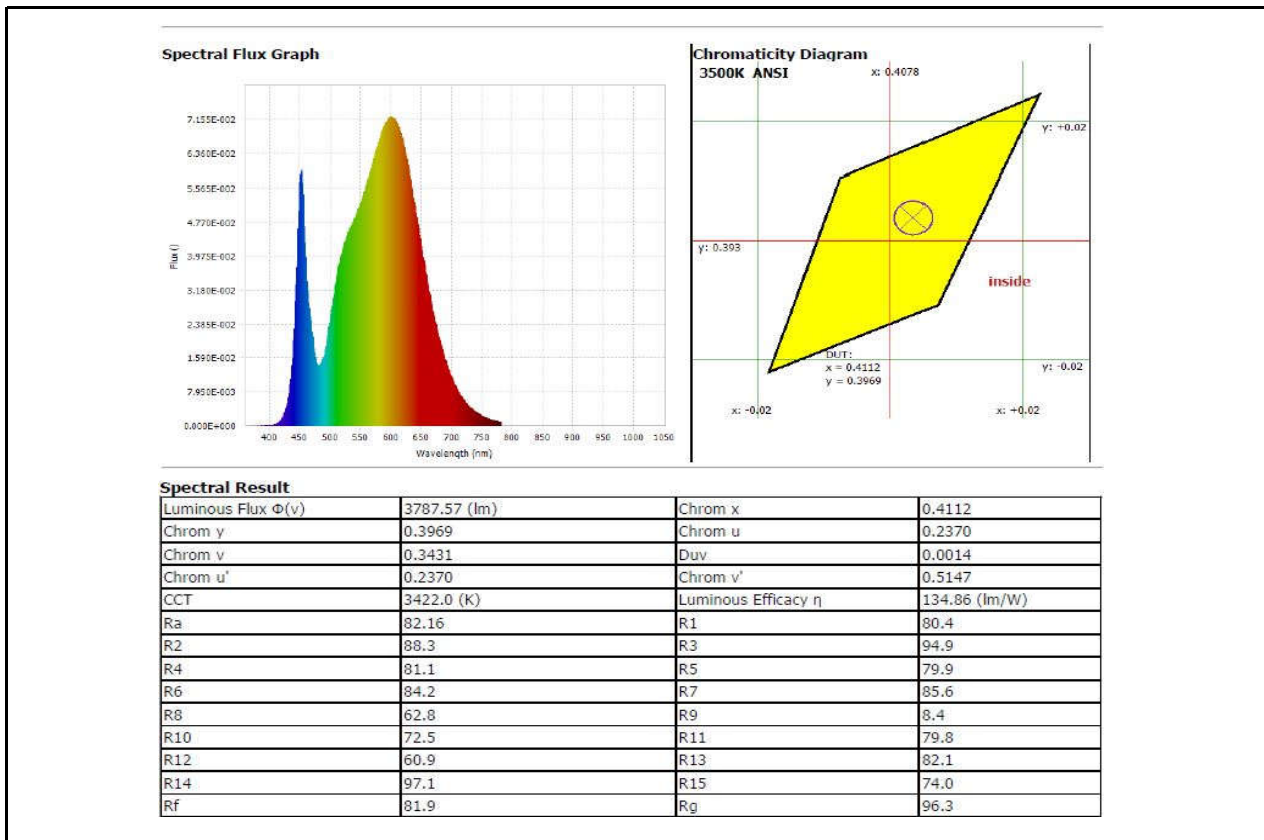 Spectral Flux Graph
7.155E-002
6.360E-002
5.565E-002
4.770E-002
3.975E-002
3.180E-002
2.385E-002
1.590E-002
7.950E-003
0.000E+000
Flux()
400 450 500 550 600 650 700 750 800 850 900 950 1000 1050
Wavelength (nm)
Chromaticity Diagram
3500K ANSI
x: 0.4078
y: +0.02
y: 0.393
inside
DUT:
x = 0.4112
y = 0.3969
y: -0.02
x: -0.02
x: +0.02
Spectral Result
Luminous Flux Φ(v) 3787.57 (lm) Chrom x 0.4112
Chrom y 0.3969 Chrom u 0.2370
Chrom v 0.3431 Duv 0.0014
Chrom u' 0.2370 Chrom v' 0.5147
CCT 3422.0 (K) Luminous Efficacy η 134.86 (lm/W)
Ra 82.16 R1 80.4
R2 88.3 R3 94.9
R4 81.1 R5 79.9
R6 84.2 R7 85.6
R8 62.8 R9 8.4
R10 72.5 R11 79.8
R12 60.9 R13 82.1
R14 97.1 R15 74.0
Rf 81.9 Rg 96.3